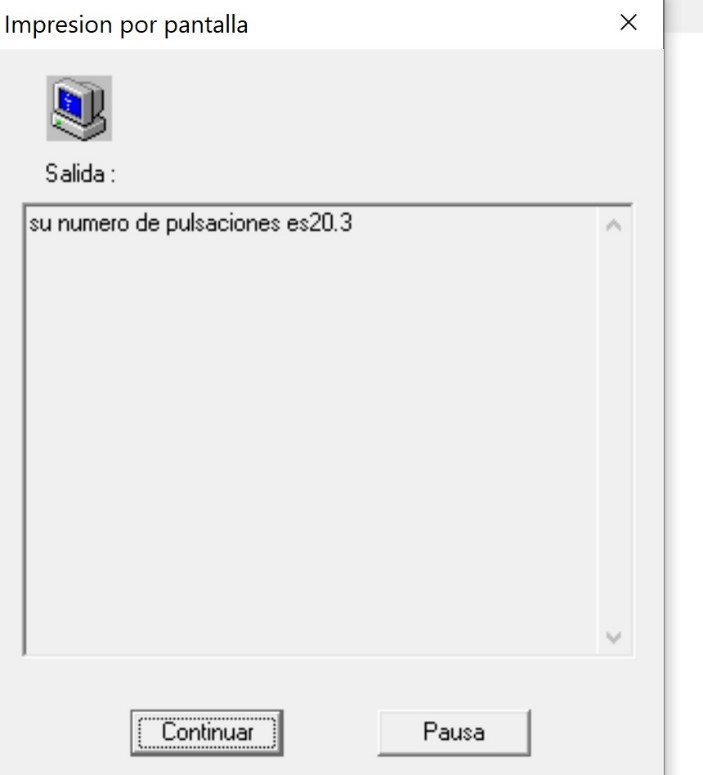 Impresion por pantalla
Salida :
su numero de pulsaciones es20.3
Continuar
Pausa